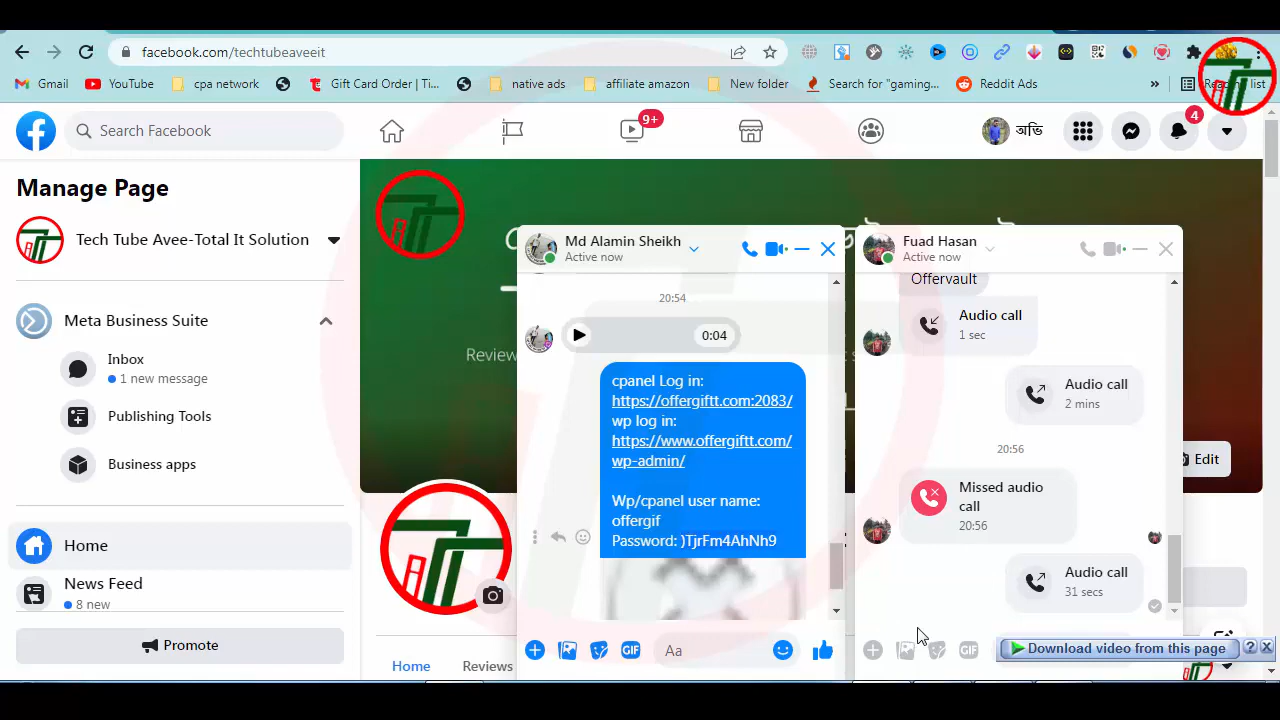 facebook.com/techtubeaveeit
Gmail
YouTube
cpa network
Gift Card Order | Ti...
native ads
affiliate amazon
New folder
Search for "gaming...
Reddit Ads
»
Search Facebook
9+
অভি
4
Manage Page
Tech Tube Avee-Total It Solution
Meta Business Suite
Inbox
1 new message
Publishing Tools
Business apps
Home
News Feed
8 new
Promote
Review
Edit
Home
Reviews
Md Alamin Sheikh
Active now
20:54
0:04
cpanel Log in:
https://offergiftt.com:2083/
wp log in:
https://www.offergiftt.com/
wp-admin/
Wp/cpanel user name:
offergif
Password: )TjrFm4AhNh9
GIF
Aa
Fuad Hasan
Active now
Offervault
Audio call
1 sec
Audio call
2 mins
20:56
Missed audio
call
20:56
Audio call
31 secs
GIF
Download video from this page
?